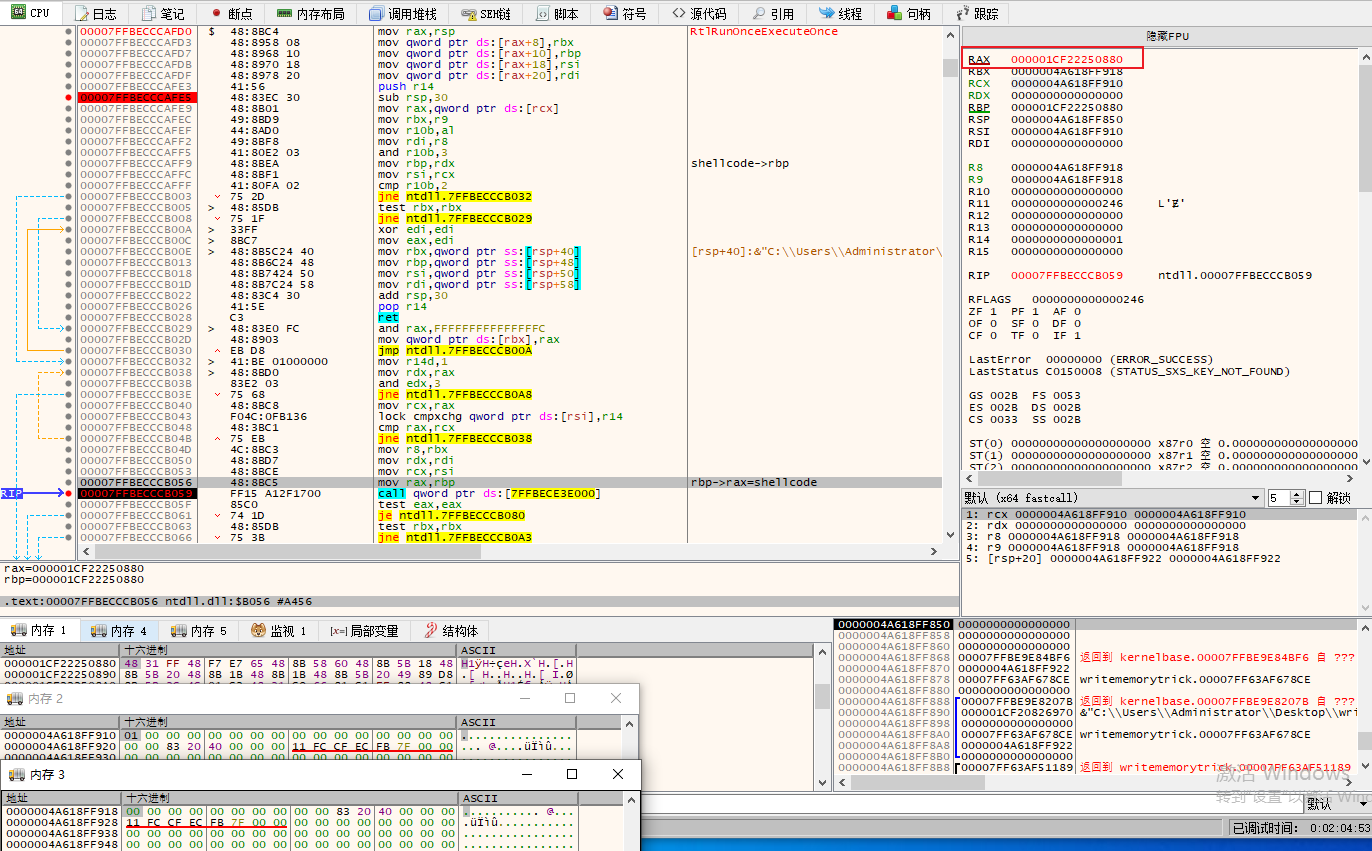 CPU 日志 笔记 断点 内存布局 调用堆栈 SEH链 脚本 符号 源代码 引用 线程 句柄 跟踪
00007FFBECCCAFD0 $ 48:8BC4 mov rax,rsp RtlRunOnceExecuteOnce
00007FFBECCCAFD3 48:8958 08 mov qword ptr ds:[rax+8],rbx
00007FFBECCCAFD7 48:8968 10 mov qword ptr ds:[rax+10],rbp
00007FFBECCCAFDB 48:8970 18 mov qword ptr ds:[rax+18],rsi
00007FFBECCCAFDF 48:8978 20 mov qword ptr ds:[rax+20],rdi
00007FFBECCCAFE3 41:56 push r14
00007FFBECCCAFE5 48:83EC 30 sub rsp,30
00007FFBECCCAFE9 48:8B01 mov rax,qword ptr ds:[rcx]
00007FFBECCCAFEC 49:8BD9 mov rbx,r9
00007FFBECCCAFEF 44:8AD0 mov r10b,al
00007FFBECCCAFF2 49:8BF8 mov rdi,r8
00007FFBECCCAFF5 41:80E2 03 and r10b,3
00007FFBECCCAFF9 48:8BEA mov rbp,rdx shellcode->rbp
00007FFBECCCAFFC 48:8BF1 mov rsi,rcx
00007FFBECCCAFFF 41:80FA 02 cmp r10b,2
00007FFBECCCB003 75 2D jne ntdll.7FFBECCCB032
00007FFBECCCB005 > 48:85DB test rbx,rbx
00007FFBECCCB008 75 1F jne ntdll.7FFBECCCB029
00007FFBECCCB00A > 33FF xor edi,edi
00007FFBECCCB00C > 8BC7 mov eax,edi
00007FFBECCCB00E > 48:8B5C24 40 mov rbx,qword ptr ss:[rsp+40] [rsp+40]:&"C:\\Users\\Administrator\
00007FFBECCCB013 48:8B6C24 48 mov rbp,qword ptr ss:[rsp+48]
00007FFBECCCB018 48:8B7424 50 mov rsi,qword ptr ss:[rsp+50]
00007FFBECCCB01D 48:8B7C24 58 mov rdi,qword ptr ss:[rsp+58]
00007FFBECCCB022 48:83C4 30 add rsp,30
00007FFBECCCB026 41:5E pop r14
00007FFBECCCB028 C3 ret
00007FFBECCCB029 > 48:83E0 FC and rax,FFFFFFFFFFFFFFFC
00007FFBECCCB02D 48:8903 mov qword ptr ds:[rbx],rax
00007FFBECCCB030 EB D8 jmp ntdll.7FFBECCCB00A
00007FFBECCCB032 > 41:BE 01000000 mov r14d,1
00007FFBECCCB038 > 48:8BD0 mov rdx,rax
00007FFBECCCB03B 83E2 03 and edx,3
00007FFBECCCB03E 75 68 jne ntdll.7FFBECCCB0A8
00007FFBECCCB040 48:8BC8 mov rcx,rax
00007FFBECCCB043 F04C:0FB136 lock cmpxchg qword ptr ds:[rsi],r14
00007FFBECCCB048 48:3BC1 cmp rax,rcx
00007FFBECCCB04B 75 EB jne ntdll.7FFBECCCB038
00007FFBECCCB04D 4C:8BC3 mov r8,rbx
00007FFBECCCB050 48:8BD7 mov rdx,rdi
00007FFBECCCB053 48:8BCE mov rcx,rsi
00007FFBECCCB056 48:8BC5 mov rax,rbp rbp->rax=shellcode
RIP 00007FFBECCCB059 FF15 A12F1700 call qword ptr ds:[7FFBECE3E000]
00007FFBECCCB05F 85C0 test eax,eax
00007FFBECCCB061 74 1D je ntdll.7FFBECCCB080
00007FFBECCCB063 48:85DB test rbx,rbx
00007FFBECCCB066 75 3B jne ntdll.7FFBECCCB0A3
隐藏FPU
RAX 000001CF22250880
RBX 0000004A618FF918
RCX 0000004A618FF910
RDX 0000000000000000
RBP 000001CF22250880
RSP 0000004A618FF850
RSI 0000004A618FF910
RDI 0000000000000000
R8 0000004A618FF918
R9 0000004A618FF918
R10 0000000000000000
R11 0000000000000246 L'Ɇ'
R12 0000000000000000
R13 0000000000000000
R14 0000000000000001
R15 0000000000000000
RIP 00007FFBECCCB059 ntdll.00007FFBECCCB059
RFLAGS 0000000000000246
ZF 1 PF 1 AF 0
OF 0 SF 0 DF 0
CF 0 TF 0 IF 1
LastError 00000000 (ERROR_SUCCESS)
LastStatus C0150008 (STATUS_SXS_KEY_NOT_FOUND)
GS 002B FS 0053
ES 002B DS 002B
CS 0033 SS 002B
ST(0) 00000000000000000000 x87r0 空 0.000000000000000000
ST(1) 00000000000000000000 x87r1 空 0.000000000000000000
ST(2) 00000000000000000000 x87r2 空 0.000000000000000000
默认 (x64 fastcall) 5 解锁
1: rcx 0000004A618FF910 0000004A618FF910
2: rdx 0000000000000000 0000000000000000
3: r8 0000004A618FF918 0000004A618FF918
4: r9 0000004A618FF918 0000004A618FF918
5: [rsp+20] 0000004A618FF922 0000004A618FF922
rax=000001CF22250880
rbp=000001CF22250880
.text:00007FFBECCCB056 ntdll.dll:$B056 #A456
内存 1 内存 4 内存 5 监视 1 [x=] 局部变量 结构体
地址 十六进制 ASCII
000001CF22250880 48 31 FF 48 F7 E7 65 48 8B 58 60 48 8B 5B 18 48 H1ÿH÷çeH.X`H.[.H
000001CF22250890 8B 5B 20 48 8B 1B 48 8B 1B 48 8B 5B 20 49 89 D8 .[ H..H..H.[ I.Ø
内存 2
地址 十六进制 ASCII
0000004A618FF910 01 00 00 00 00 00 00 00 00 00 00 00 00 00 00 00 ................
0000004A618FF920 00 00 83 20 40 00 00 00 11 FC CF EC FB 7F 00 00 ... @....üÏìû...
内存 3
地址 十六进制 ASCII
0000004A618FF918 00 00 00 00 00 00 00 00 00 00 83 20 40 00 00 00 ........... @...
0000004A618FF928 11 FC CF EC FB 7F 00 00 00 00 00 00 00 00 00 00 .üÏìû...........
0000004A618FF938 00 00 00 00 00 00 00 00 00 00 00 00 00 00 00 00 ................
0000004A618FF948 00 00 00 00 00 00 00 00 00 00 00 00 00 00 00 00 ................
0000004A618FF850 0000000000000000
0000004A618FF858 0000000000000000
0000004A618FF860 0000000000000000
0000004A618FF868 00007FFBE9E84BF6 返回到 kernelbase.00007FFBE9E84BF6 自 ???
0000004A618FF870 0000000000000000
0000004A618FF878 00007FF63AF678CE writememorytrick.00007FF63AF678CE
0000004A618FF880 0000000000000000
0000004A618FF888 00007FFBE9E8207B 返回到 kernelbase.00007FFBE9E8207B 自 ???
0000004A618FF890 000001CF20826970 &"C:\\Users\\Administrator\\Desktop\\wri
0000004A618FF898 0000000000000000
0000004A618FF8A0 00007FF63AF678CE writememorytrick.00007FF63AF678CE
0000004A618FF8A8 0000004A618FF922
0000004A618FF8B0 0000000000000000
0000004A618FF8B8 00007FF63AF51189 返回到 writememorytrick.00007FF63AF51189
激活 Windows
默认
已调试时间: 0:02:04:53